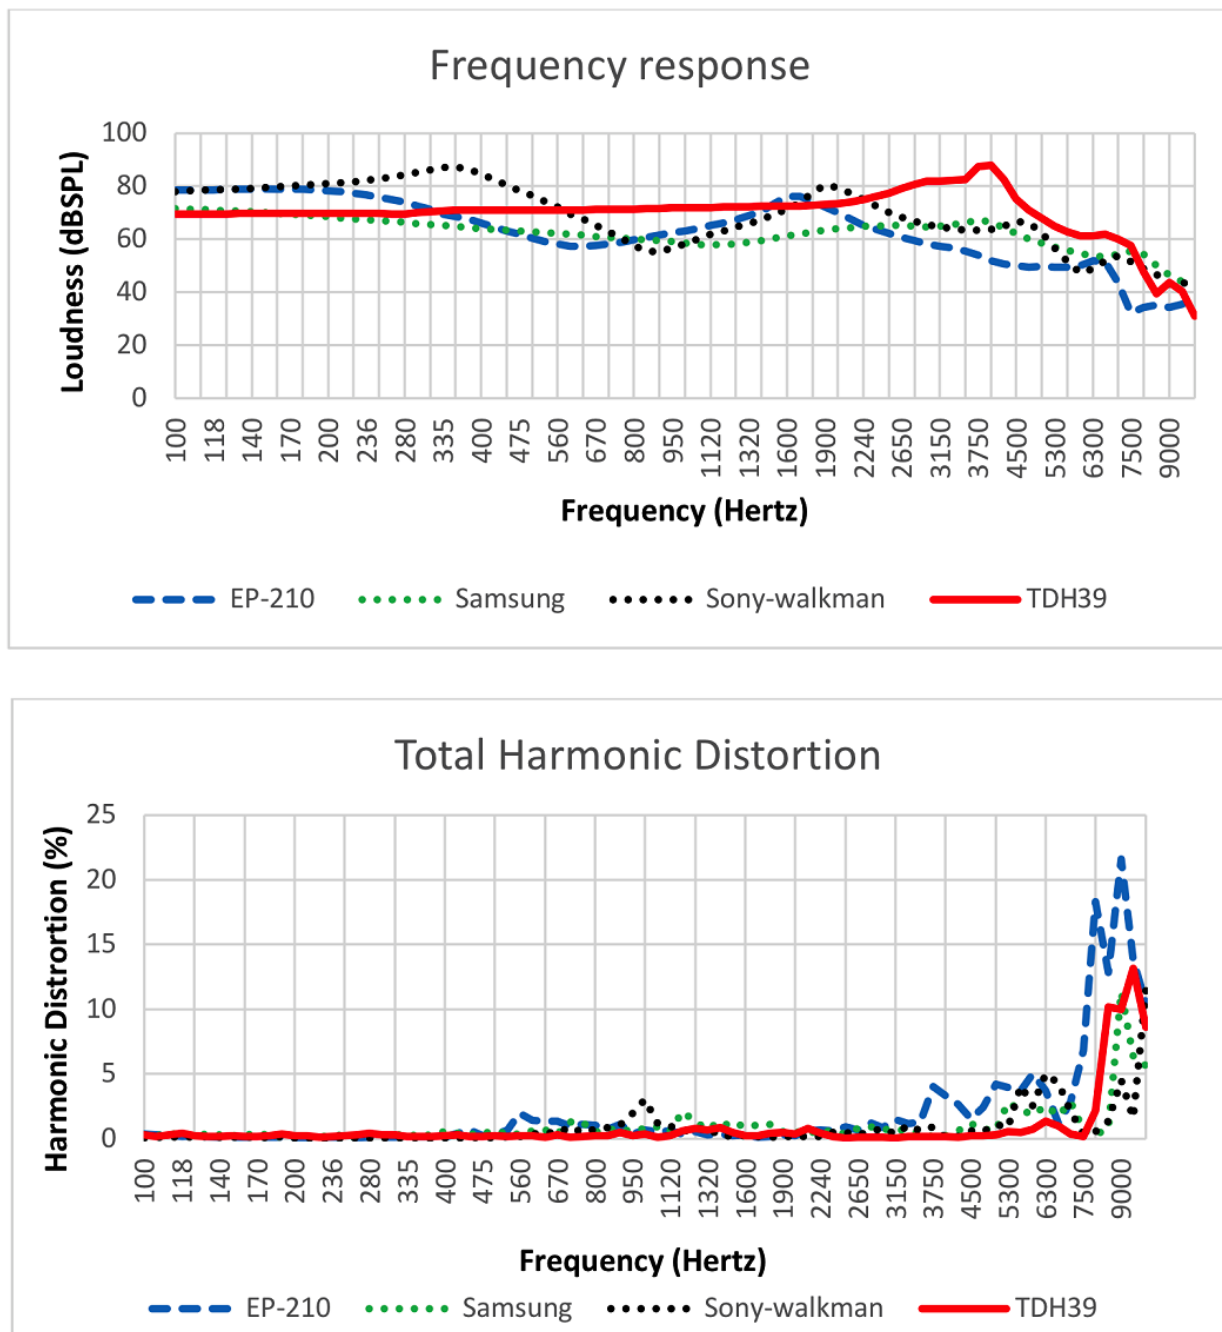 Frequency response
100
80
60
40
20
0
Loudness (dBSPL)
100 118 140 170 200 236 280 335 400 475 560 670 800 950 1120 1320 1600 1900 2240 2650 3150 3750 4500 5300 6300 7500 9000
Frequency (Hertz)
EP-210 Samsung Sony-walkman TDH39
Total Harmonic Distortion
25
20
15
10
5
0
Harmonic Distrortion (%)
100 118 140 170 200 236 280 335 400 475 560 670 800 950 1120 1320 1600 1900 2240 2650 3150 3750 4500 5300 6300 7500 9000
Frequency (Hertz)
EP-210 Samsung Sony-walkman TDH39